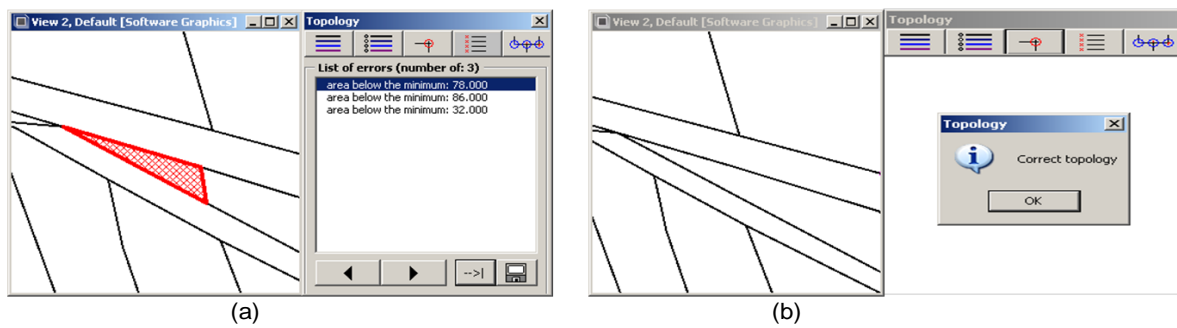 View 2, Default [Software Graphics]
Topology
List of errors (number of: 3)
area below the minimum: 78.000
area below the minimum: 86.000
area below the minimum: 32.000
-->|
(a)
View 2, Default [Software Graphics]
Topology
Topology
Correct topology
OK
(b)